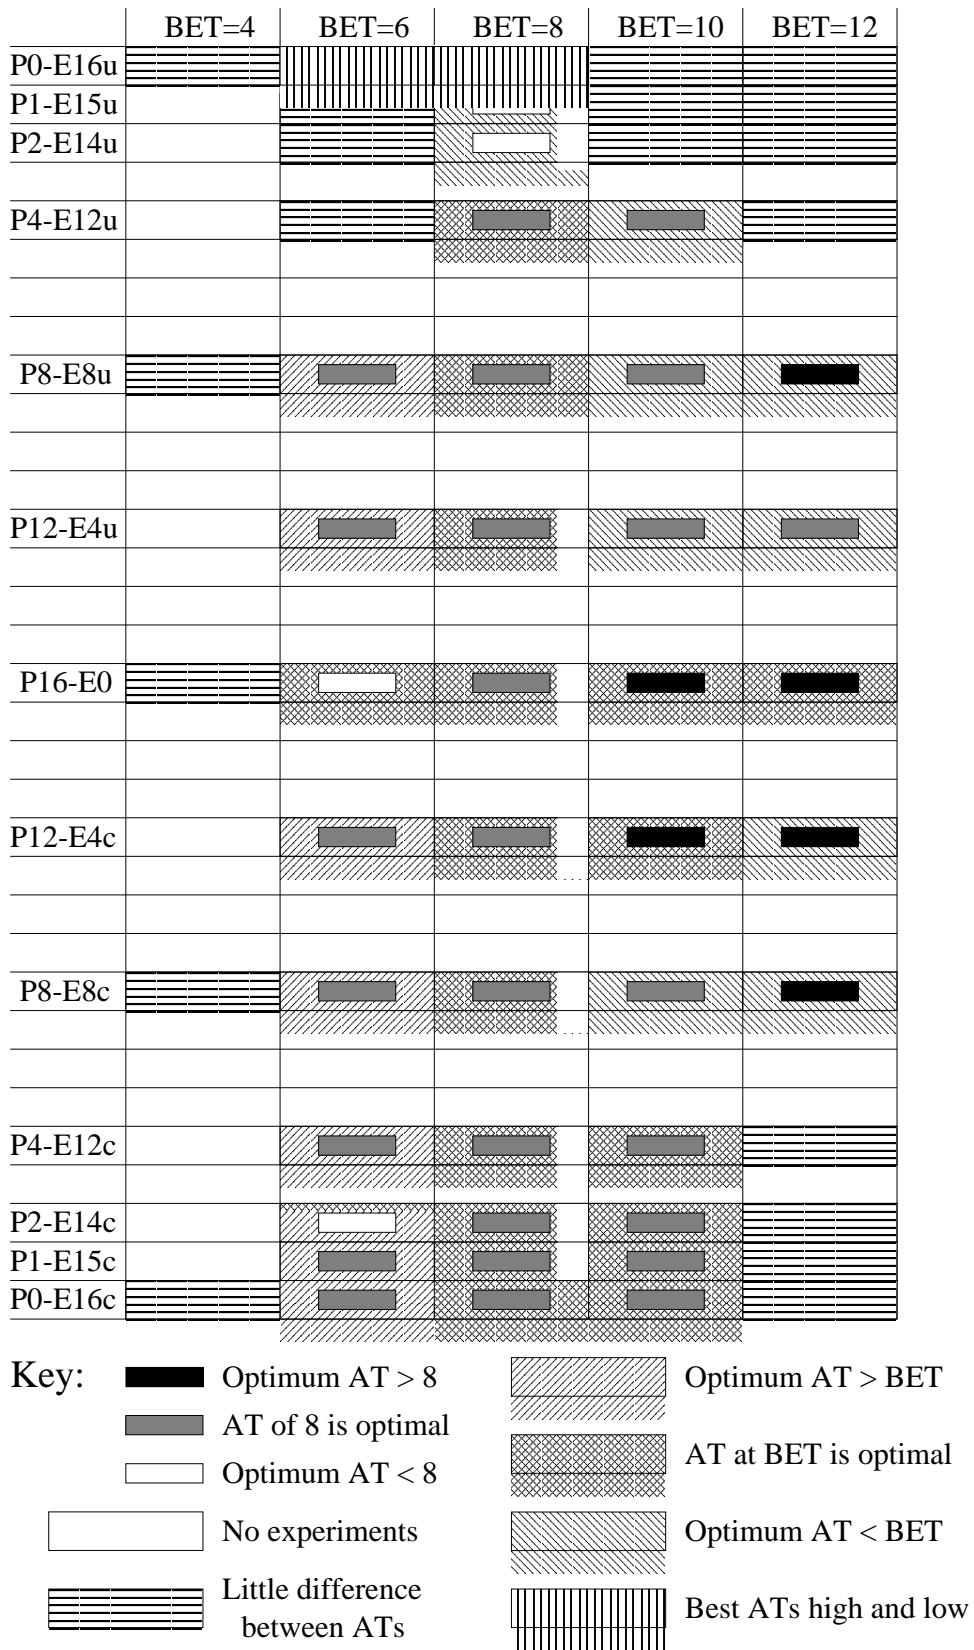 BET=4 BET=6 BET=8 BET=10 BET=12
P0-E16u
P1-E15u
P2-E14u
P4-E12u
P8-E8u
P12-E4u
P16-E0
P12-E4c
P8-E8c
P4-E12c
P2-E14c
P1-E15c
P0-E16c
Key:
Optimum AT > 8
AT of 8 is optimal
Optimum AT < 8
No experiments
Little difference
between ATs
Optimum AT > BET
AT at BET is optimal
Optimum AT < BET
Best ATs high and low